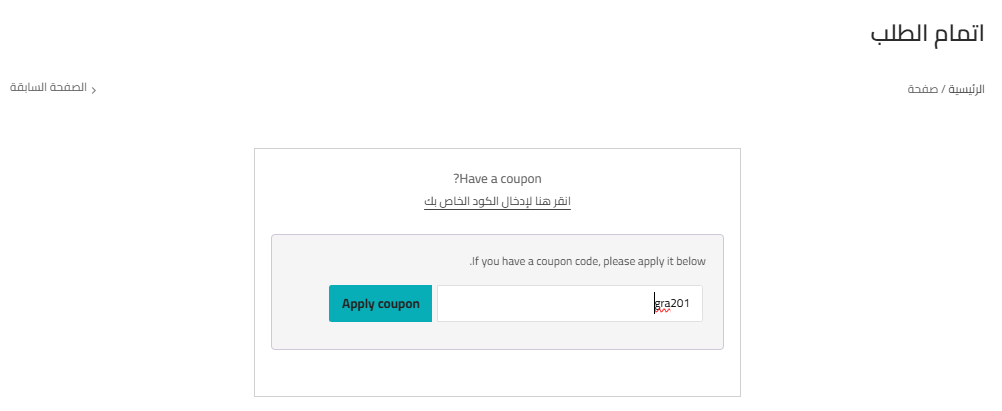 اتمام الطلب
الرئيسية / صفحة
الصفحة السابقة
?Have a coupon
انقر هنا لإدخال الكود الخاص بك
.If you have a coupon code, please apply it below
gra201
Apply coupon